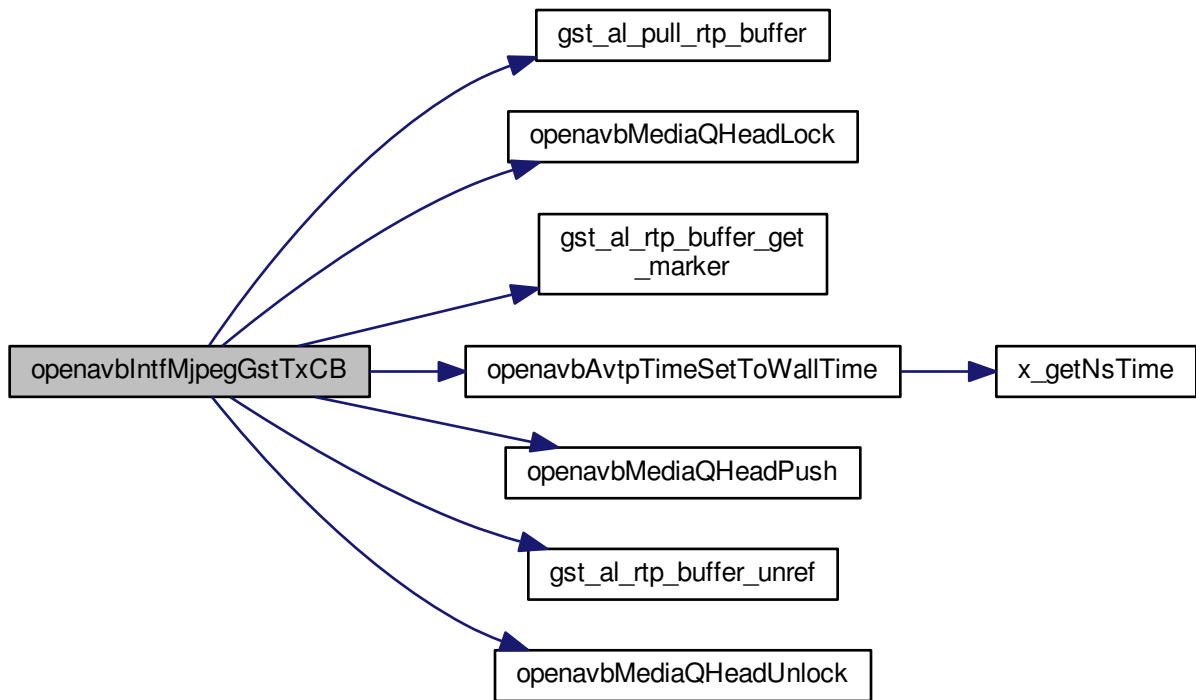 gst_al_pull_rtp_buffer
openavbMediaQHeadLock
gst_al_rtp_buffer_get
_marker
openavbIntfMjpegGstTxCB
openavbAvtpTimeSetToWallTime
x_getNsTime
openavbMediaQHeadPush
gst_al_rtp_buffer_unref
openavbMediaQHeadUnlock